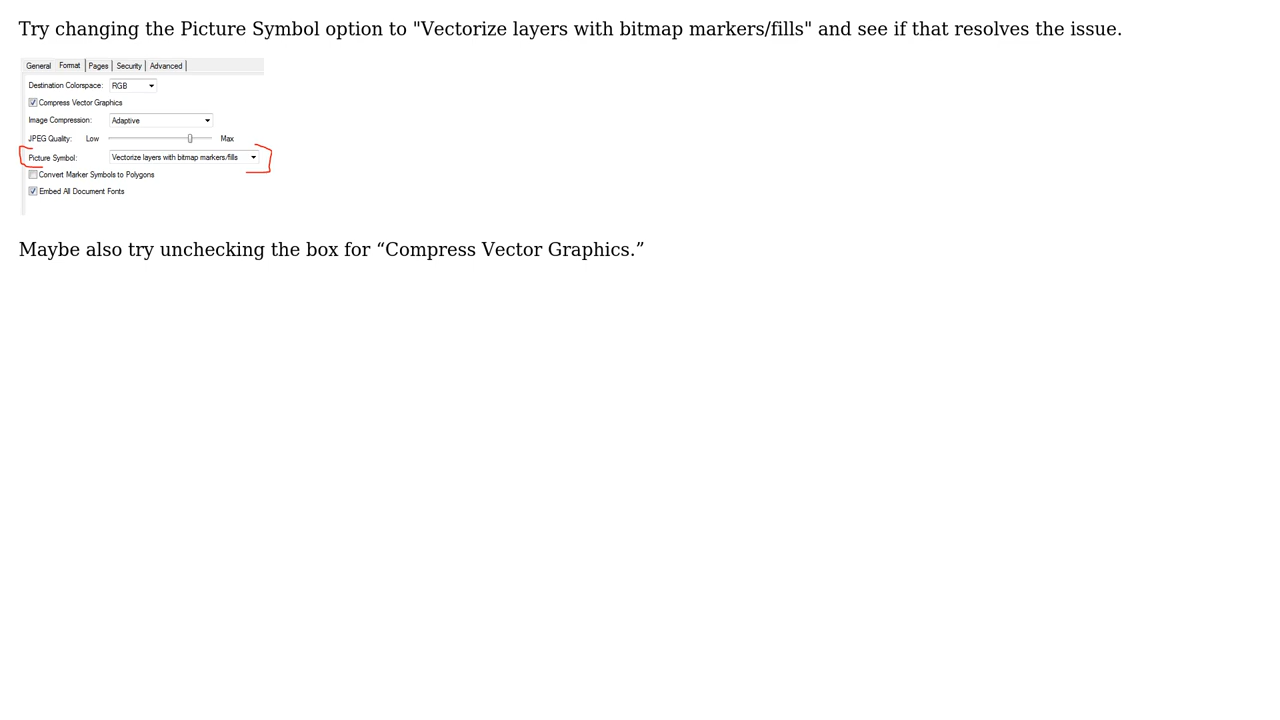 Try changing the Picture Symbol option to "Vectorize layers with bitmap markers/fills" and see if that resolves the issue.
General Format Pages Security Advanced
Destination Colorspace: RGB
Compress Vector Graphics
Image Compression: Adaptive
JPEG Quality: Low Max
Picture Symbol: Vectorize layers with bitmap markers/fills
Convert Marker Symbols to Polygons
Embed All Document Fonts
Maybe also try unchecking the box for “Compress Vector Graphics.”